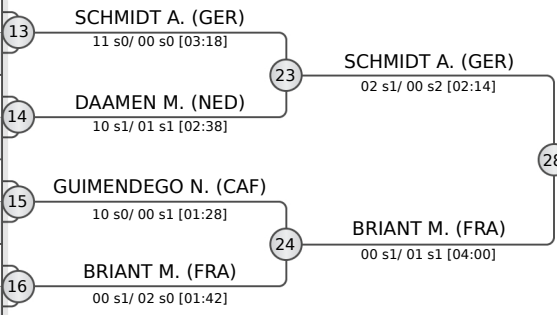 SCHMIDT A. (GER)
13
11 s0/ 00 s0 [03:18]
SCHMIDT A. (GER)
23
02 s1/ 00 s2 [02:14]
DAAMEN M. (NED)
14
10 s1/ 01 s1 [02:38]
28
GUIMENDEGO N. (CAF)
15
10 s0/ 00 s1 [01:28]
BRIANT M. (FRA)
24
00 s1/ 01 s1 [04:00]
BRIANT M. (FRA)
16
00 s1/ 02 s0 [01:42]